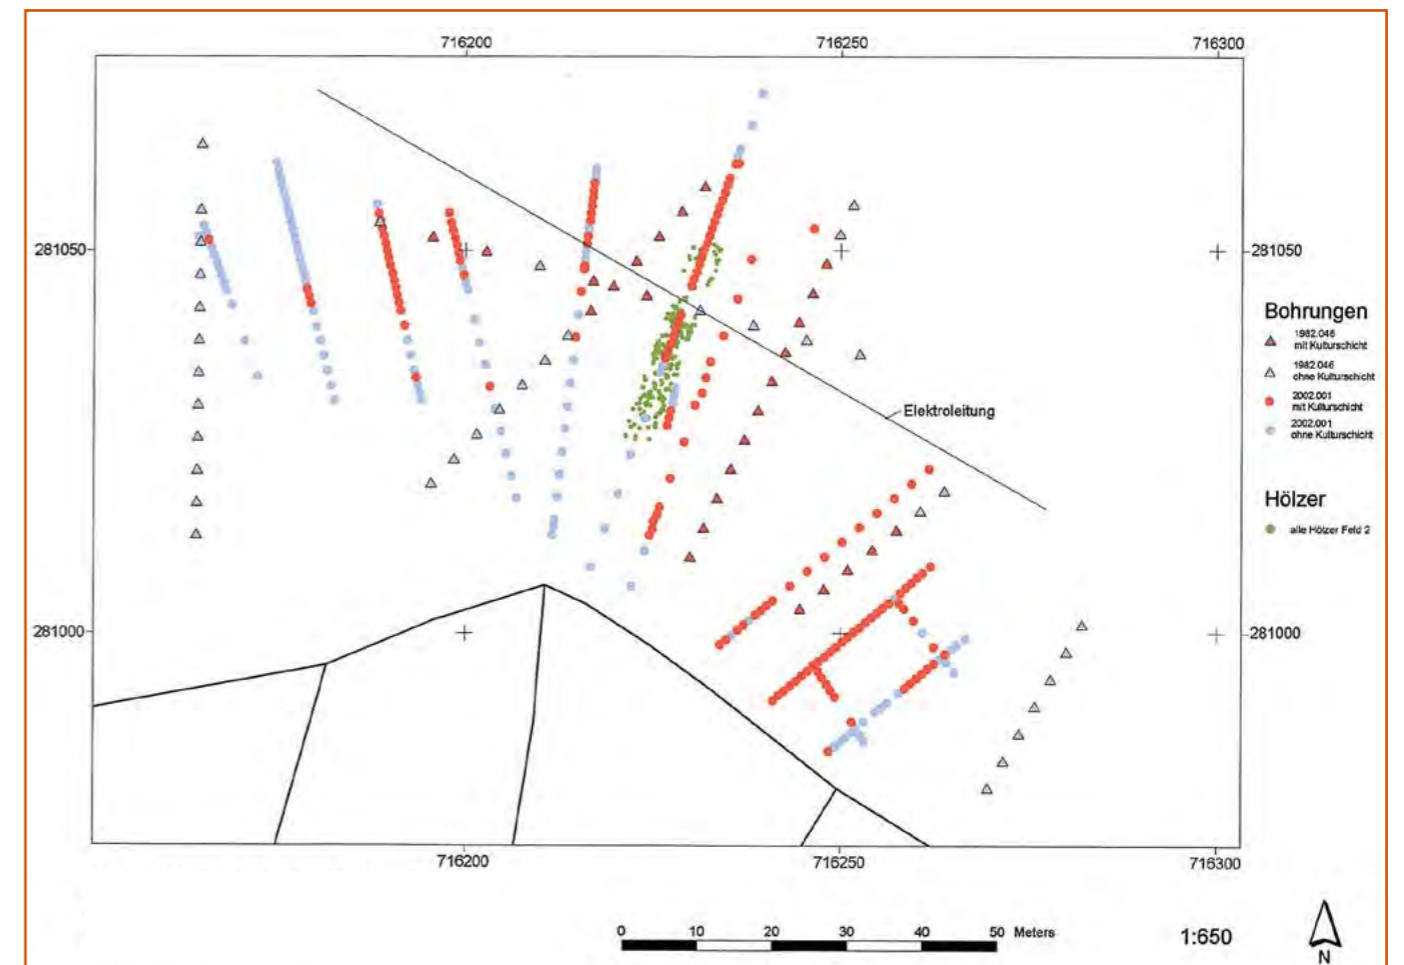 716200 716250 716300
281050 281050
Bohrungen
1982.046
mit Kulturschicht
1982.046
ohne Kulturschicht
2002.001
mit Kulturschicht
2002.001
ohne Kulturschicht
Elektroleitung
Hölzer
alle Hölzer Feld 2
281000 281000
716200 716250 716300
0 10 20 30 40 50 Meters
1:650
N